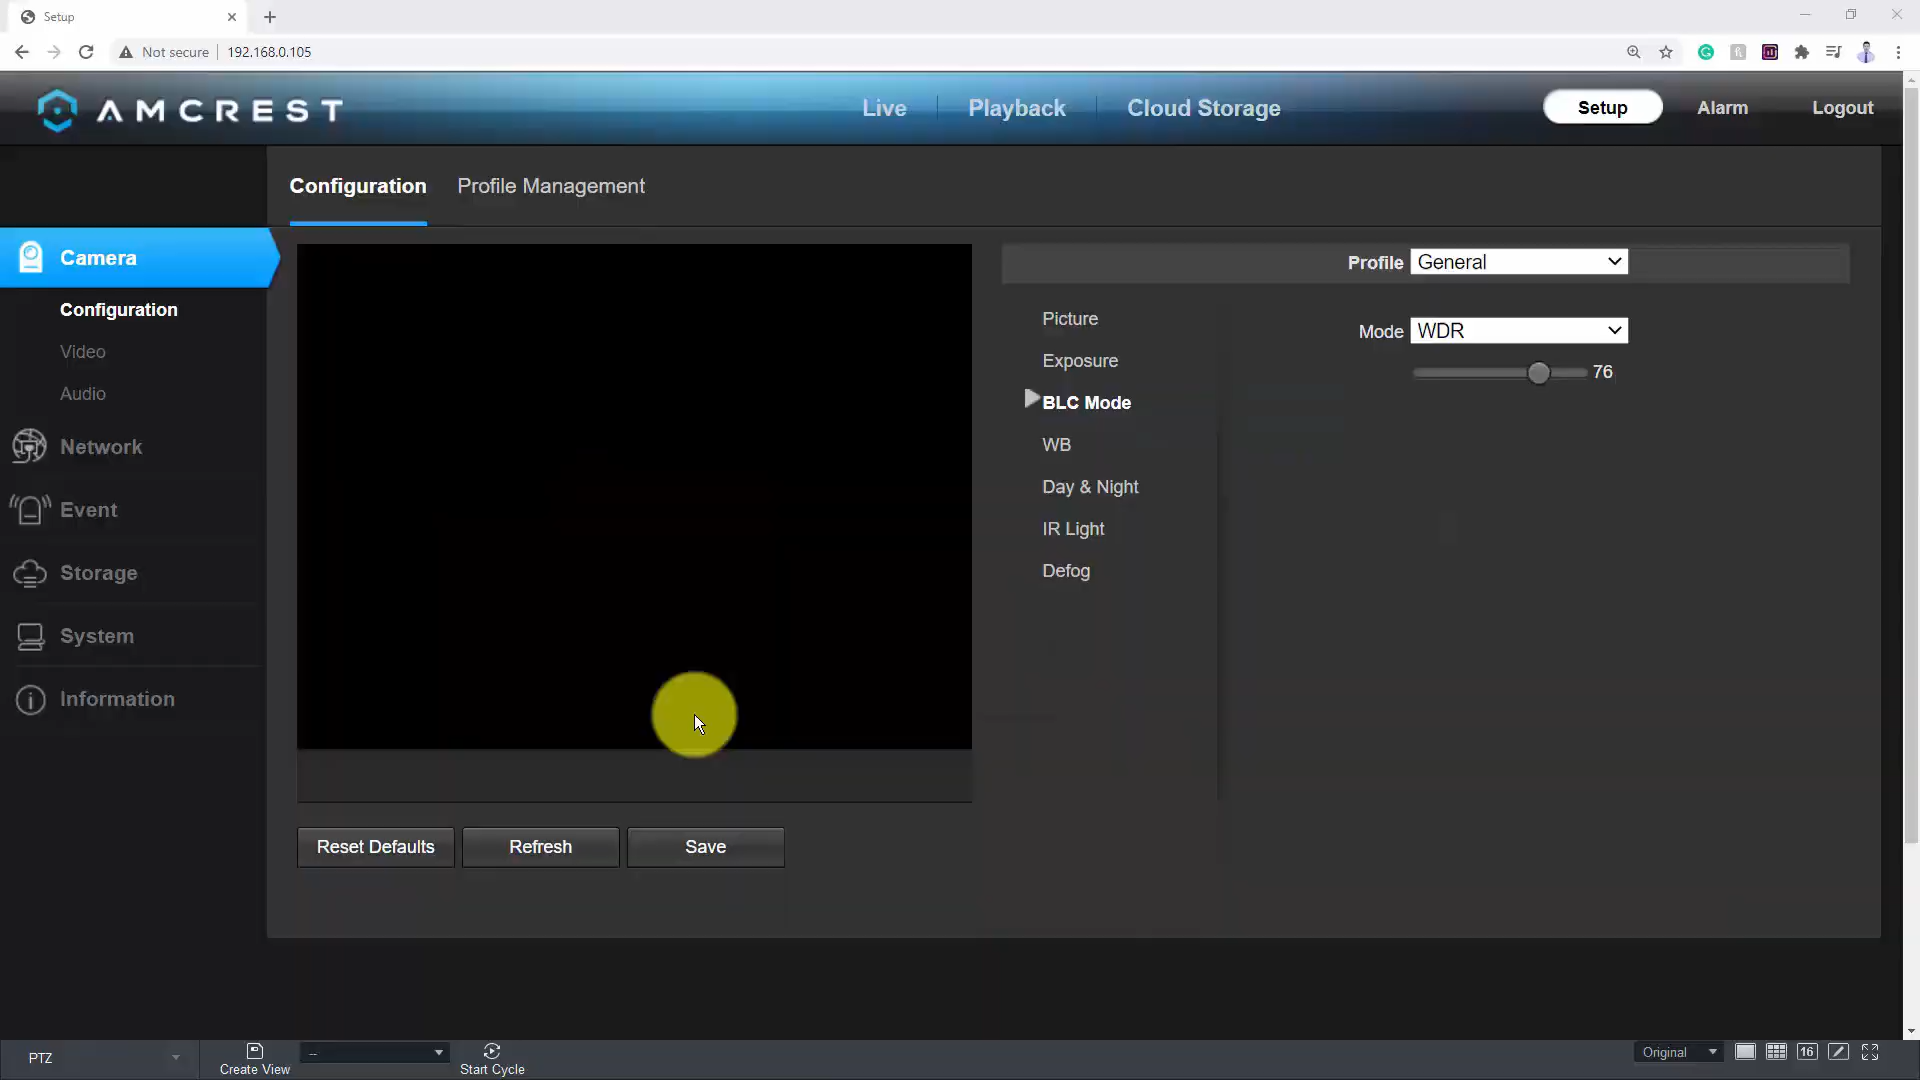 Setup
Not secure 192.168.0.105
AMCREST
Live Playback Cloud Storage
Setup Alarm Logout
Configuration Profile Management
Camera
Configuration
Video
Audio
Network
Event
Storage
System
Information
Profile General
Picture
Exposure
BLC Mode
WB
Day & Night
IR Light
Defog
Mode WDR
76
Reset Defaults Refresh Save
PTZ
Create View
--
Start Cycle
Original
16